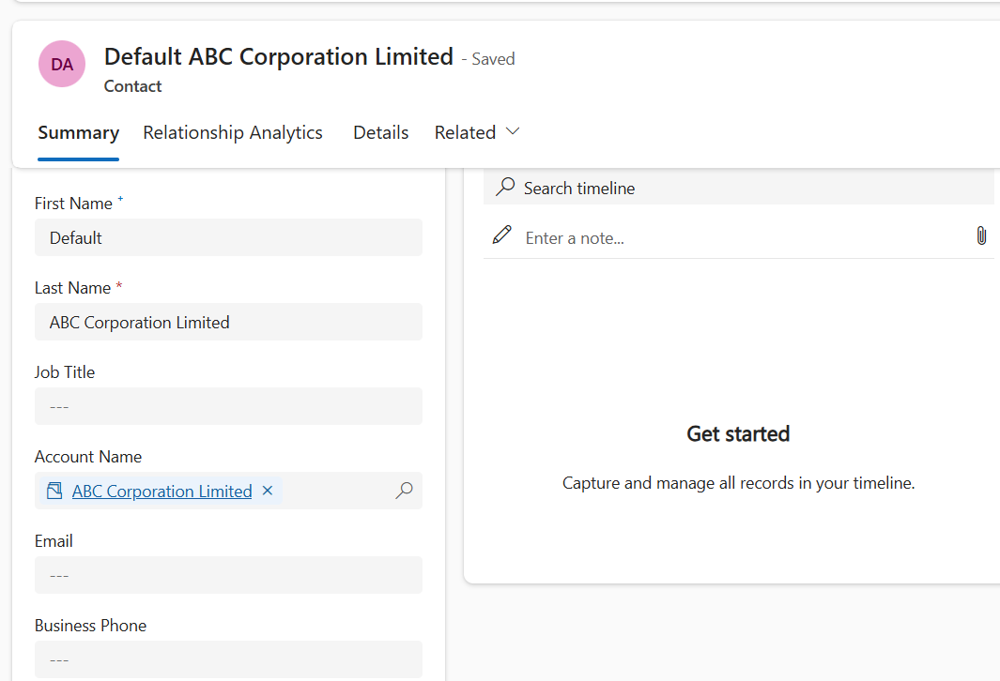 DA
Default ABC Corporation Limited - Saved
Contact
Summary Relationship Analytics Details Related
First Name +
Default
Last Name *
ABC Corporation Limited
Job Title
---
Account Name
ABC Corporation Limited ×
Email
---
Business Phone
---
Search timeline
Enter a note...
Get started
Capture and manage all records in your timeline.